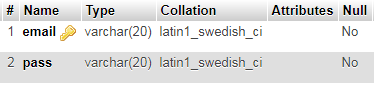 # Name Type Collation Attributes Null
1 email varchar(20) latin1_swedish_ci No
2 pass varchar(20) latin1_swedish_ci No